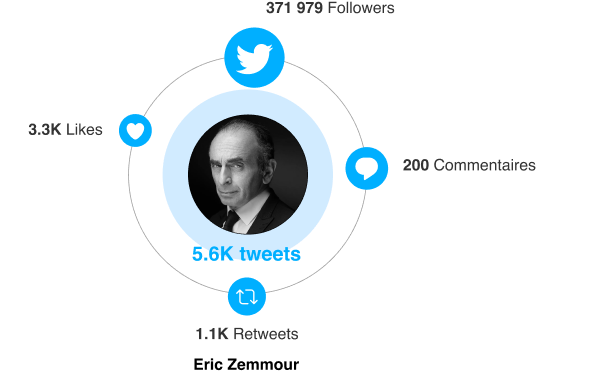 371 979 Followers
3.3K Likes
200 Commentaires
5.6K tweets
1.1K Retweets
Eric Zemmour